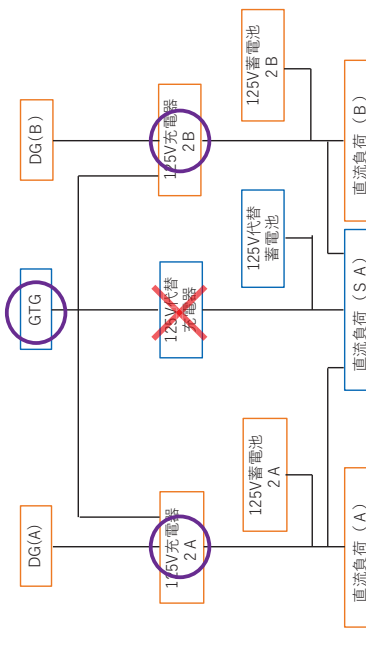 DG(A)
GTG
DG(B)
125V充電器
2A
125V代替
充電器
125V充電器
2B
125V蓄電池
2A
125V代替
蓄電池
125V蓄電池
2B
直流負荷（A）
直流負荷（SA）
直流負荷（B）